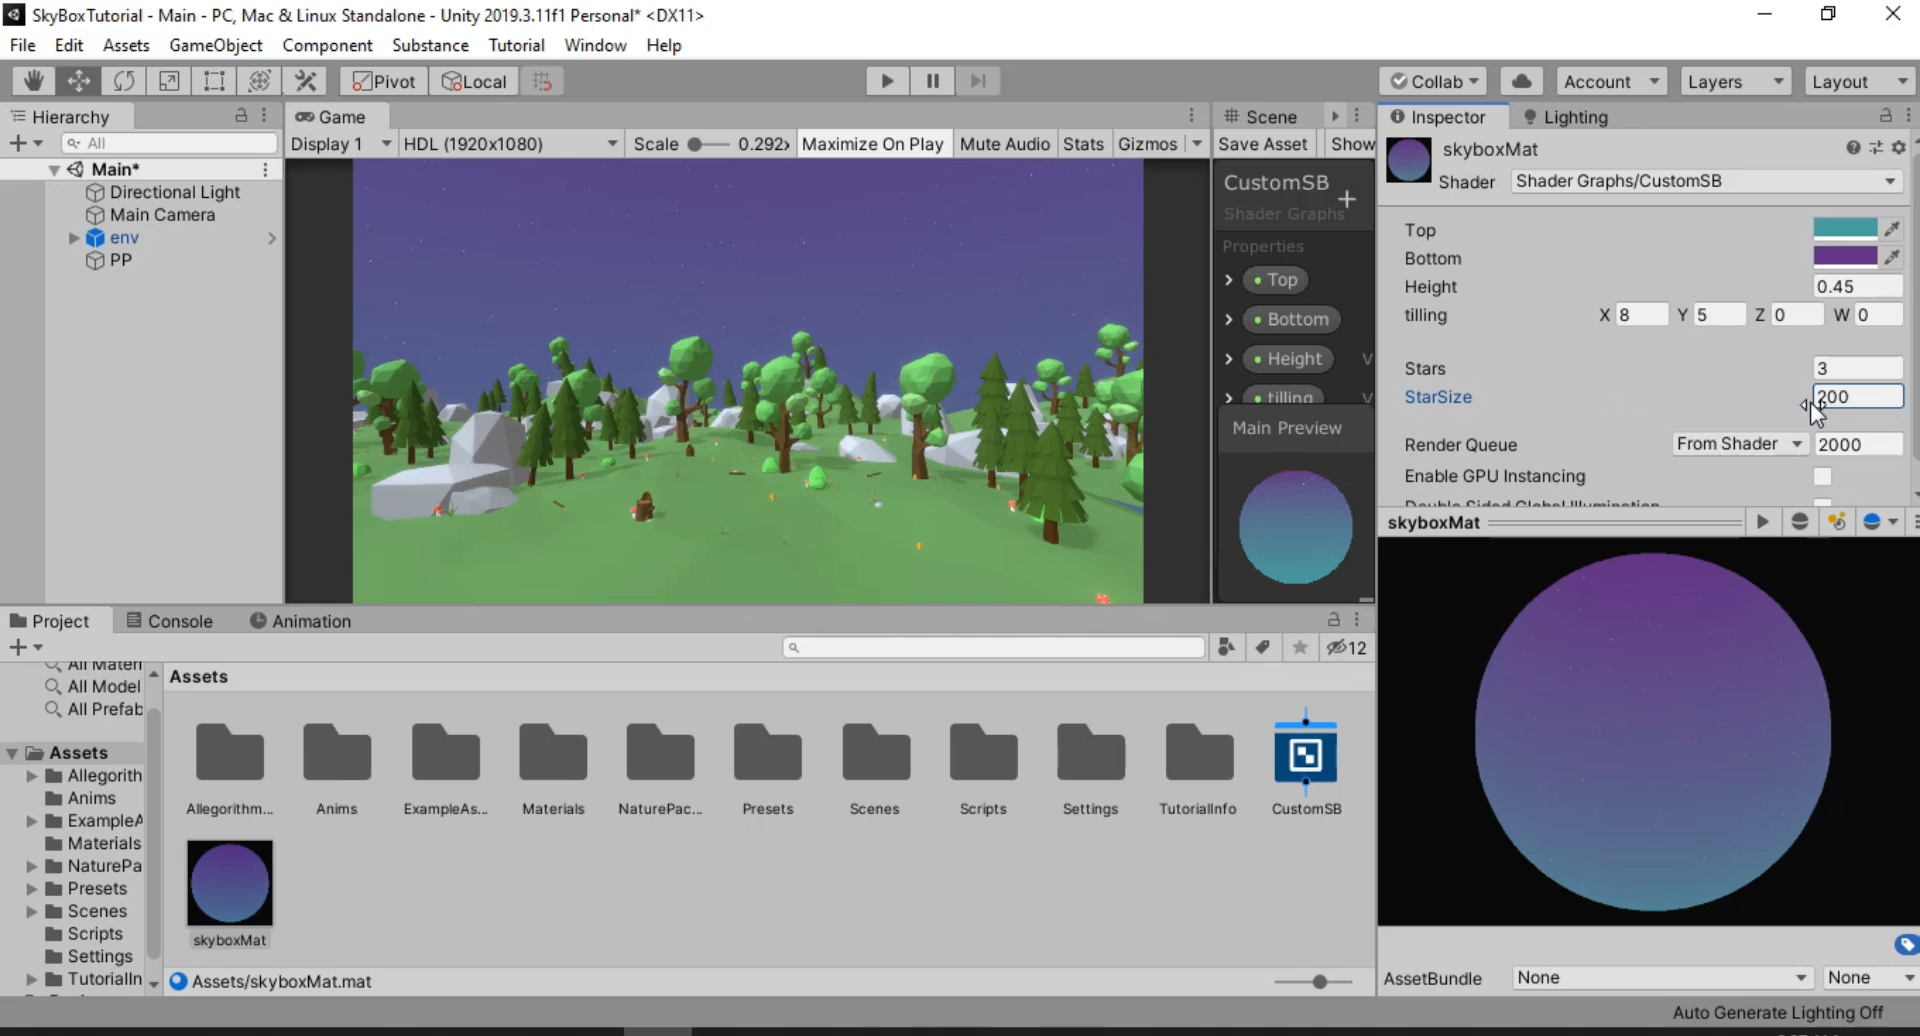 SkyBoxTutorial - Main - PC, Mac & Linux Standalone - Unity 2019.3.11f1 Personal* <DX11>
File Edit Assets GameObject Component Substance Tutorial Window Help
Pivot Local Collab Account Layers Layout
Hierarchy
All
Main*
Directional Light
Main Camera
env
PP
Game
Display 1 HDL (1920x1080) Scale 0.292x Maximize On Play Mute Audio Stats Gizmos
Scene
Save Asset Show
CustomSB
Shader Graphs
Properties
Top
Bottom
Height V
tilling V
Main Preview
Inspector Lighting
skyboxMat
Shader Shader Graphs/CustomSB
Top
Bottom
Height 0.45
tilling X 8 Y 5 Z 0 W 0
Stars 3
StarSize 200
Render Queue From Shader 2000
Enable GPU Instancing
Double Sided Global Illumination
skyboxMat
AssetBundle None None
Auto Generate Lighting Off
Project Console Animation
12
All Materi
All Model
All Prefab
Assets
Allegorith
Anims
ExampleA
Materials
NaturePa
Presets
Scenes
Scripts
Settings
TutorialIn
Assets
Allegorithm... Anims ExampleAs... Materials NaturePac... Presets Scenes Scripts Settings TutorialInfo CustomSB
skyboxMat
Assets/skyboxMat.mat